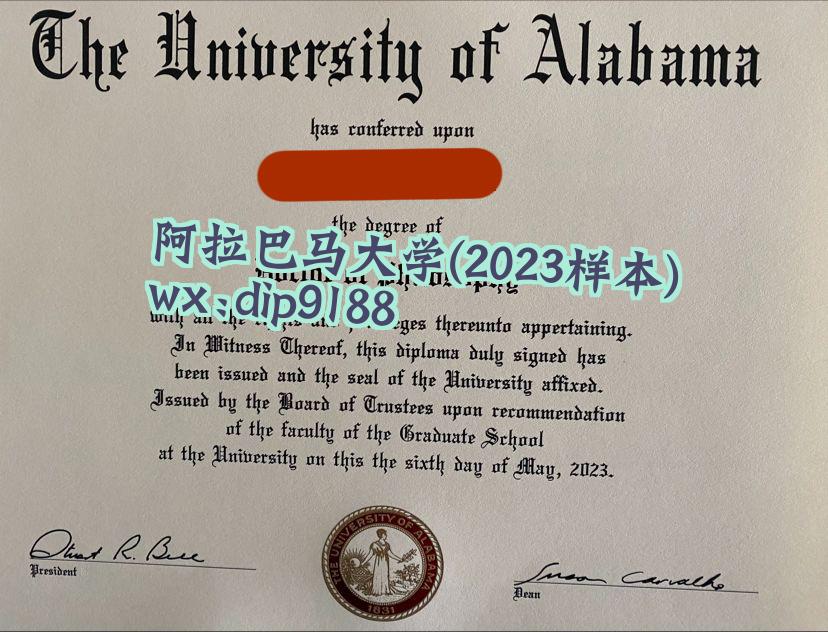 The University of Alabama
has conferred upon
the degree of
阿拉巴马大学(2023样本)
wx:dip9188
with all the thereunto appertaining.
In Witness Thereof, this diploma duly signed has
been issued and the seal of the University affixed.
Issued by the Board of Trustees upon recommendation
of the faculty of the Graduate School
at the University on this the sixth day of May, 2023.
President
THE UNIVERSITY OF ALABAMA
1831
Dean